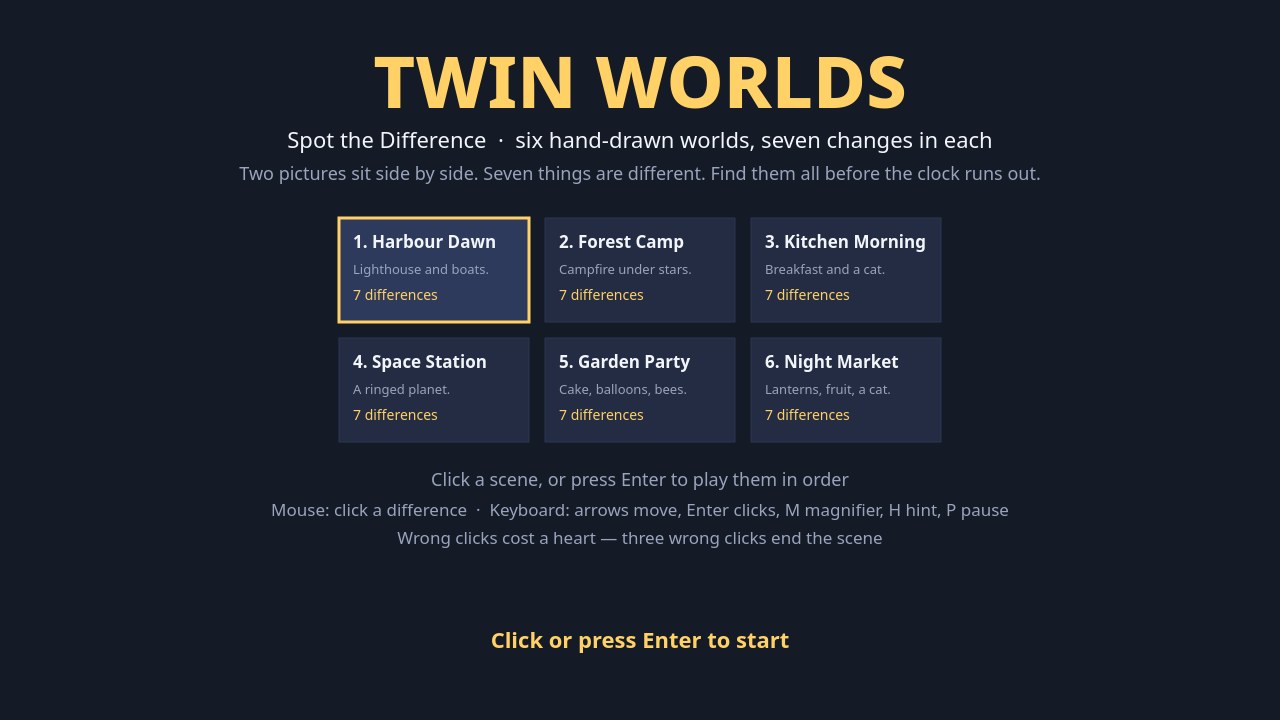 TWIN WORLDS
Spot the Difference · six hand-drawn worlds, seven changes in each
Two pictures sit side by side. Seven things are different. Find them all before the clock runs out.
1. Harbour Dawn
Lighthouse and boats.
7 differences
2. Forest Camp
Campfire under stars.
7 differences
3. Kitchen Morning
Breakfast and a cat.
7 differences
4. Space Station
A ringed planet.
7 differences
5. Garden Party
Cake, balloons, bees.
7 differences
6. Night Market
Lanterns, fruit, a cat.
7 differences
Click a scene, or press Enter to play them in order
Mouse: click a difference · Keyboard: arrows move, Enter clicks, M magnifier, H hint, P pause
Wrong clicks cost a heart — three wrong clicks end the scene
Click or press Enter to start